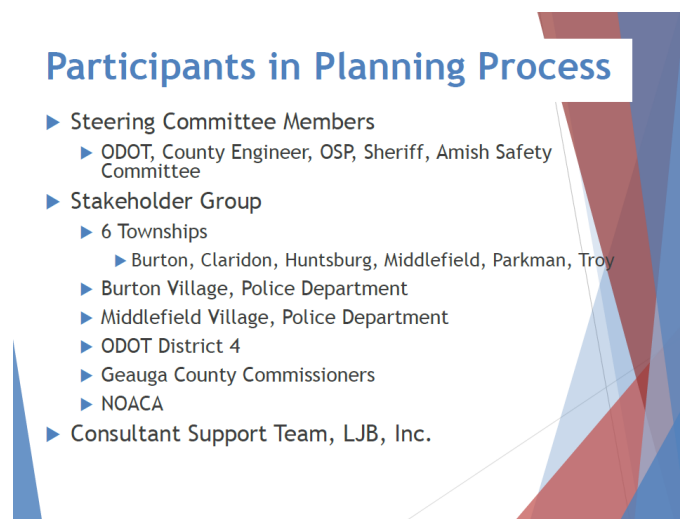 Participants in Planning Process
Steering Committee Members
ODOT, County Engineer, OSP, Sheriff, Amish Safety
Committee
Stakeholder Group
6 Townships
Burton, Claridon, Huntsburg, Middlefield, Parkman, Troy
Burton Village, Police Department
Middlefield Village, Police Department
ODOT District 4
Geauga County Commissioners
NOACA
Consultant Support Team, LJB, Inc.